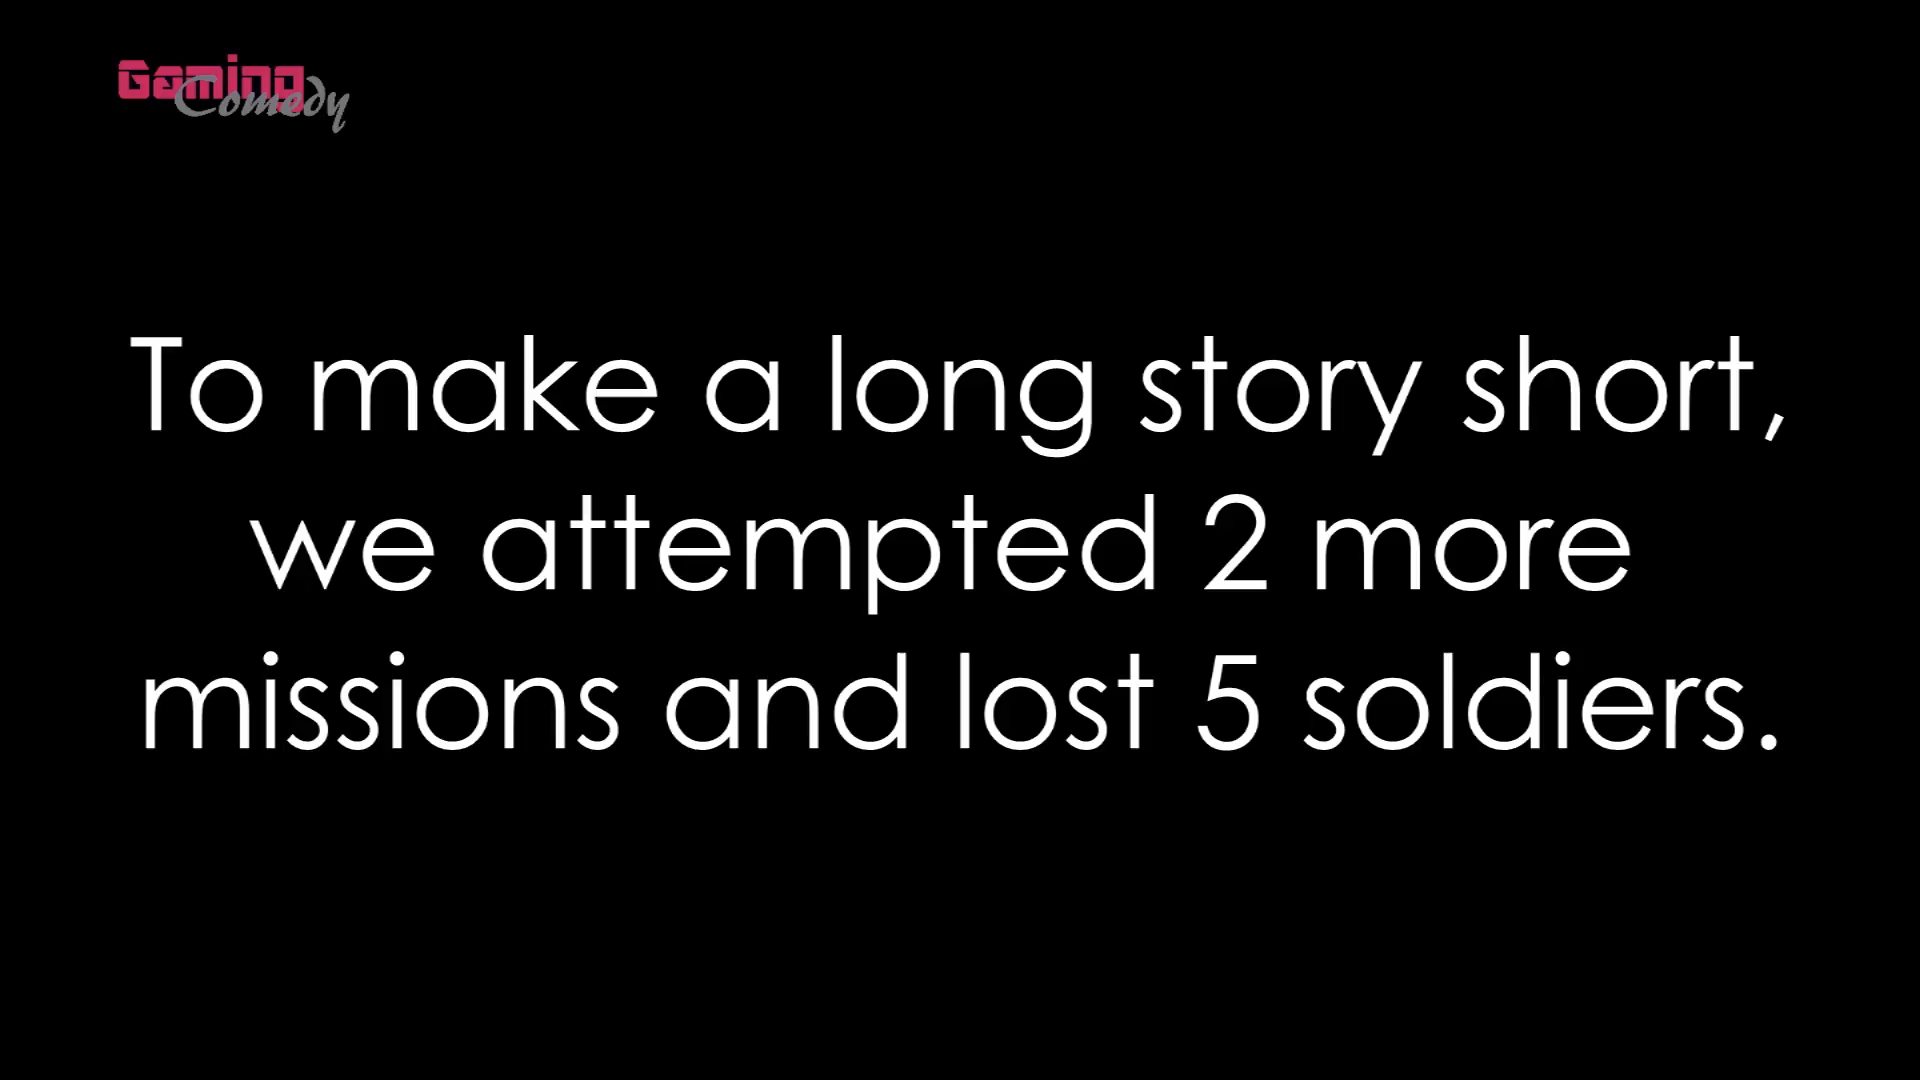 Gaming
Comedy
To make a long story short,
we attempted 2 more
missions and lost 5 soldiers.